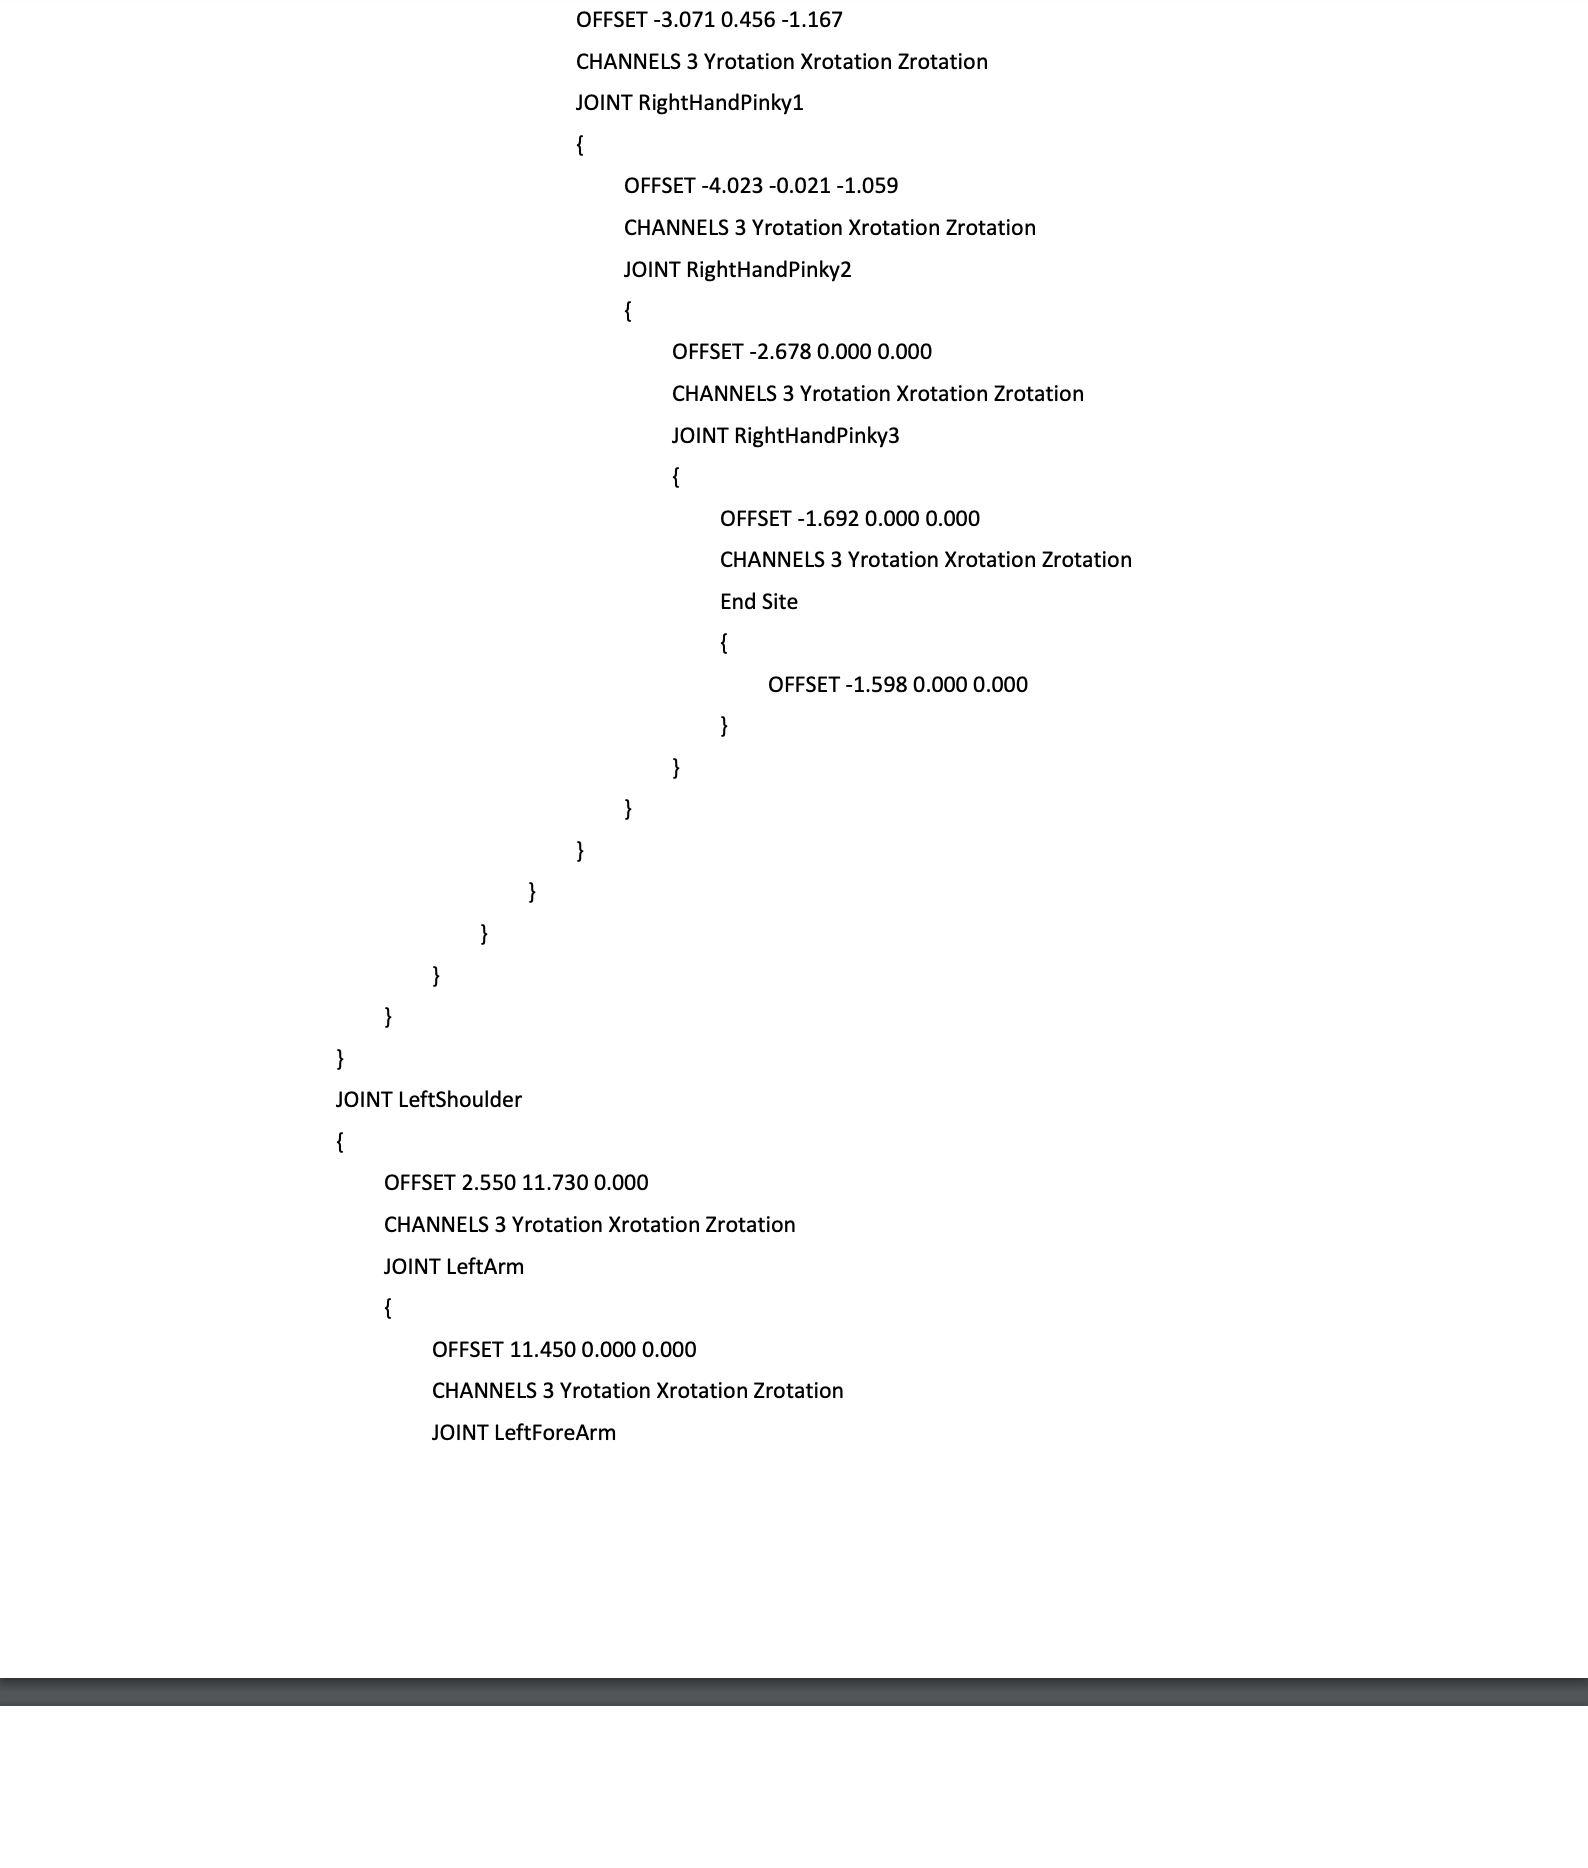 OFFSET -3.071 0.456 -1.167
CHANNELS 3 Yrotation Xrotation Zrotation
JOINT RightHandPinky1
{
OFFSET -4.023 -0.021 -1.059
CHANNELS 3 Yrotation Xrotation Zrotation
JOINT RightHandPinky2
{
OFFSET -2.678 0.000 0.000
CHANNELS 3 Yrotation Xrotation Zrotation
JOINT RightHandPinky3
{
OFFSET -1.692 0.000 0.000
CHANNELS 3 Yrotation Xrotation Zrotation
End Site
{
OFFSET -1.598 0.000 0.000
}
}
}
}
}
}
}
}
}
JOINT LeftShoulder
{
OFFSET 2.550 11.730 0.000
CHANNELS 3 Yrotation Xrotation Zrotation
JOINT LeftArm
{
OFFSET 11.450 0.000 0.000
CHANNELS 3 Yrotation Xrotation Zrotation
JOINT LeftForeArm